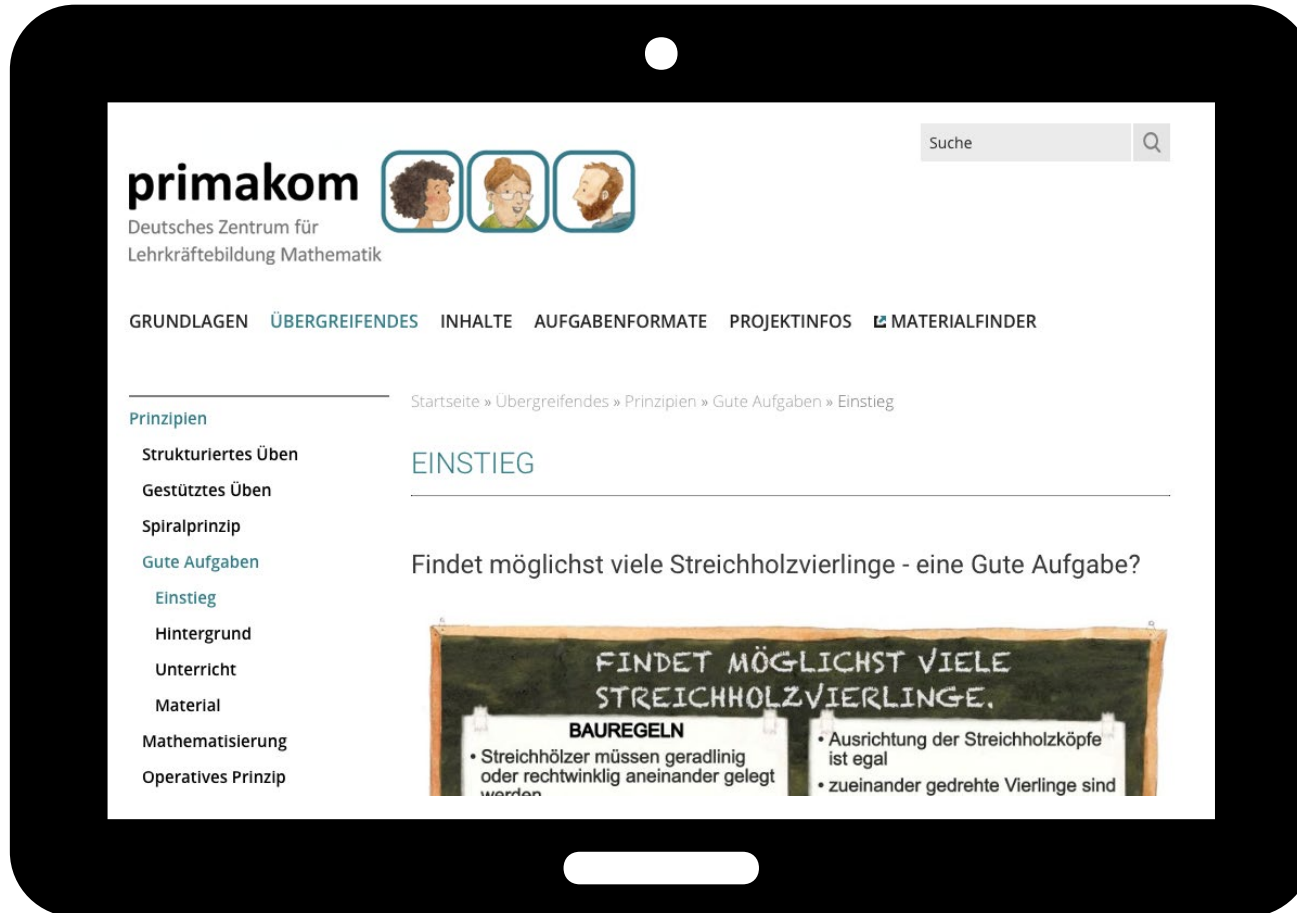 Suche
primakom
Deutsches Zentrum für
Lehrkräftebildung Mathematik
GRUNDLAGEN ÜBERGREIFENDES INHALTE AUFGABENFORMATE PROJEKTINFOS MATERIALFINDER
Prinzipien
Strukturiertes Üben
Gestütztes Üben
Spiralprinzip
Gute Aufgaben
Einstieg
Hintergrund
Unterricht
Material
Mathematisierung
Operatives Prinzip
Startseite » Übergreifendes » Prinzipien » Gute Aufgaben » Einstieg
EINSTIEG
Findet möglichst viele Streichholzvierlinge - eine Gute Aufgabe?
FINDET MÖGLICHST VIELE
STREICHHOLZVIERLINGE.
BAUREGELN
• Streichhölzer müssen geradlinig
oder rechtwinklig aneinander gelegt
werden
• Ausrichtung der Streichholzköpfe
ist egal
• zueinander gedrehte Vierlinge sind